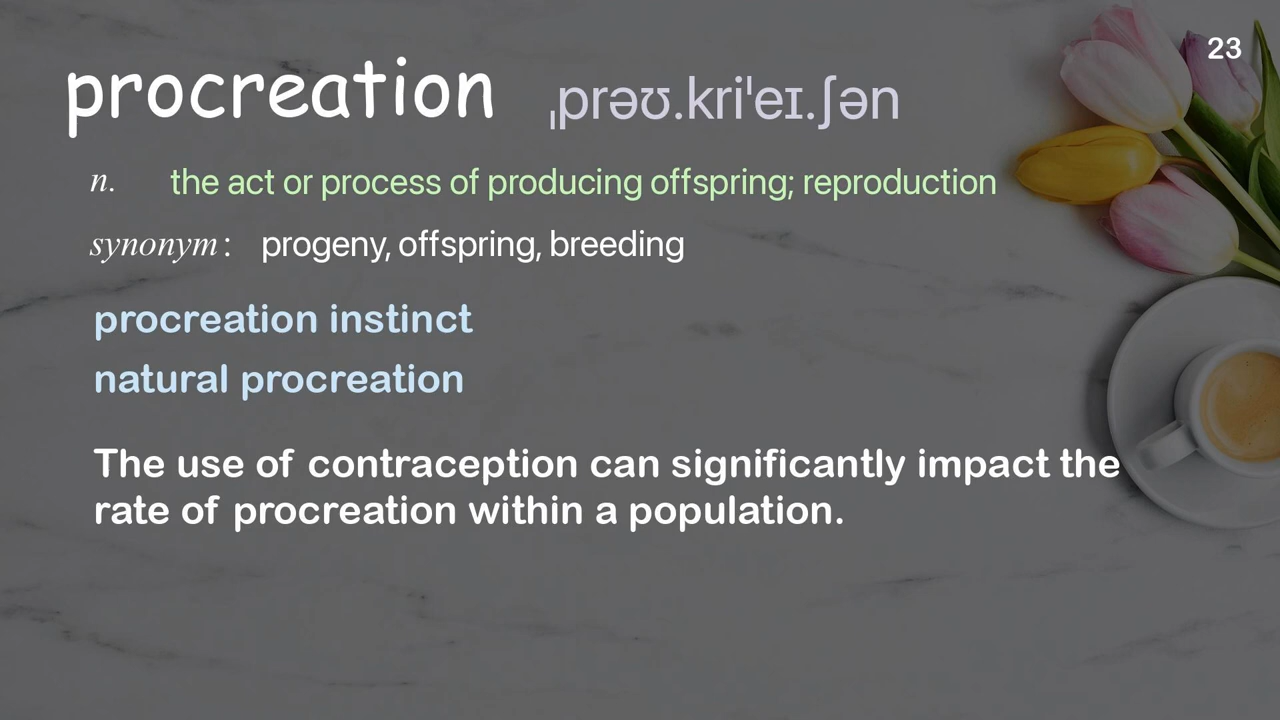 23
procreation ˌprəʊ.kriˈeɪ.ʃən
n. the act or process of producing offspring; reproduction
synonym: progeny, offspring, breeding
procreation instinct
natural procreation
The use of contraception can significantly impact the
rate of procreation within a population.